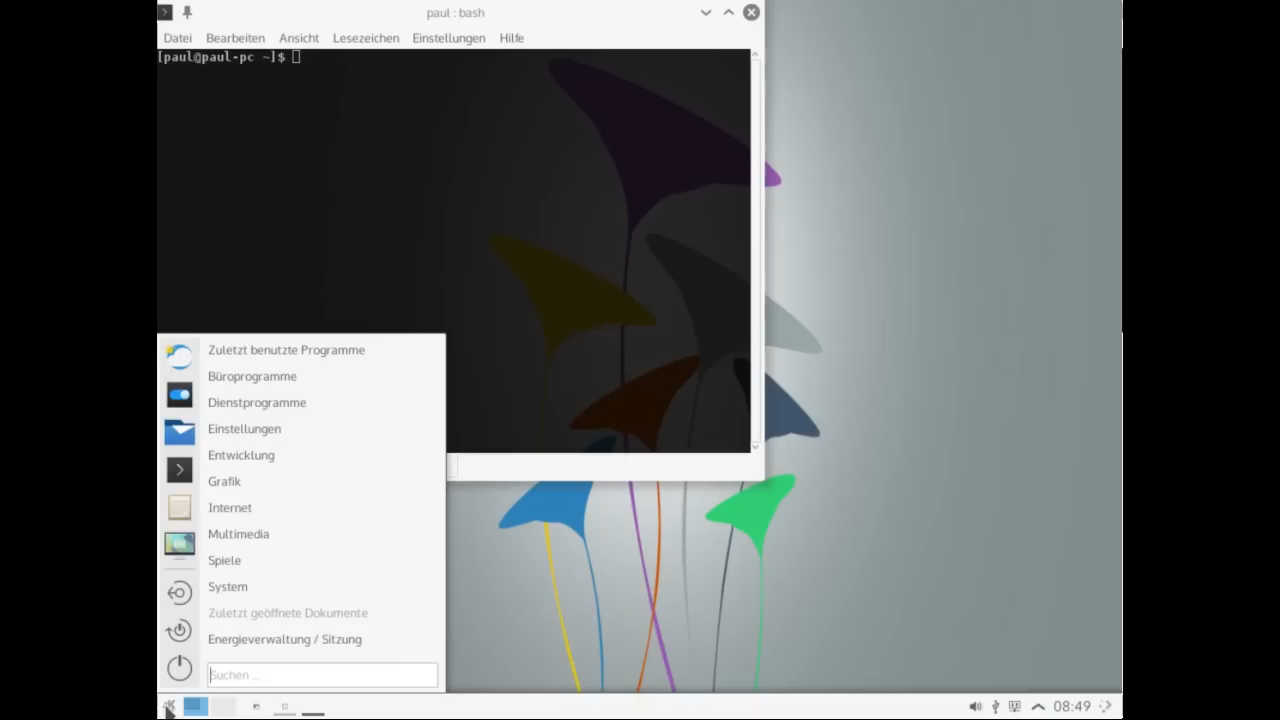 paul : bash
Datei Bearbeiten Ansicht Lesezeichen Einstellungen Hilfe
[paul@paul-pc ~]$
Zuletzt benutzte Programme
Büroprogramme
Dienstprogramme
Einstellungen
Entwicklung
Grafik
Internet
Multimedia
Spiele
System
Zuletzt geöffnete Dokumente
Energieverwaltung / Sitzung
Suchen ...
08:49